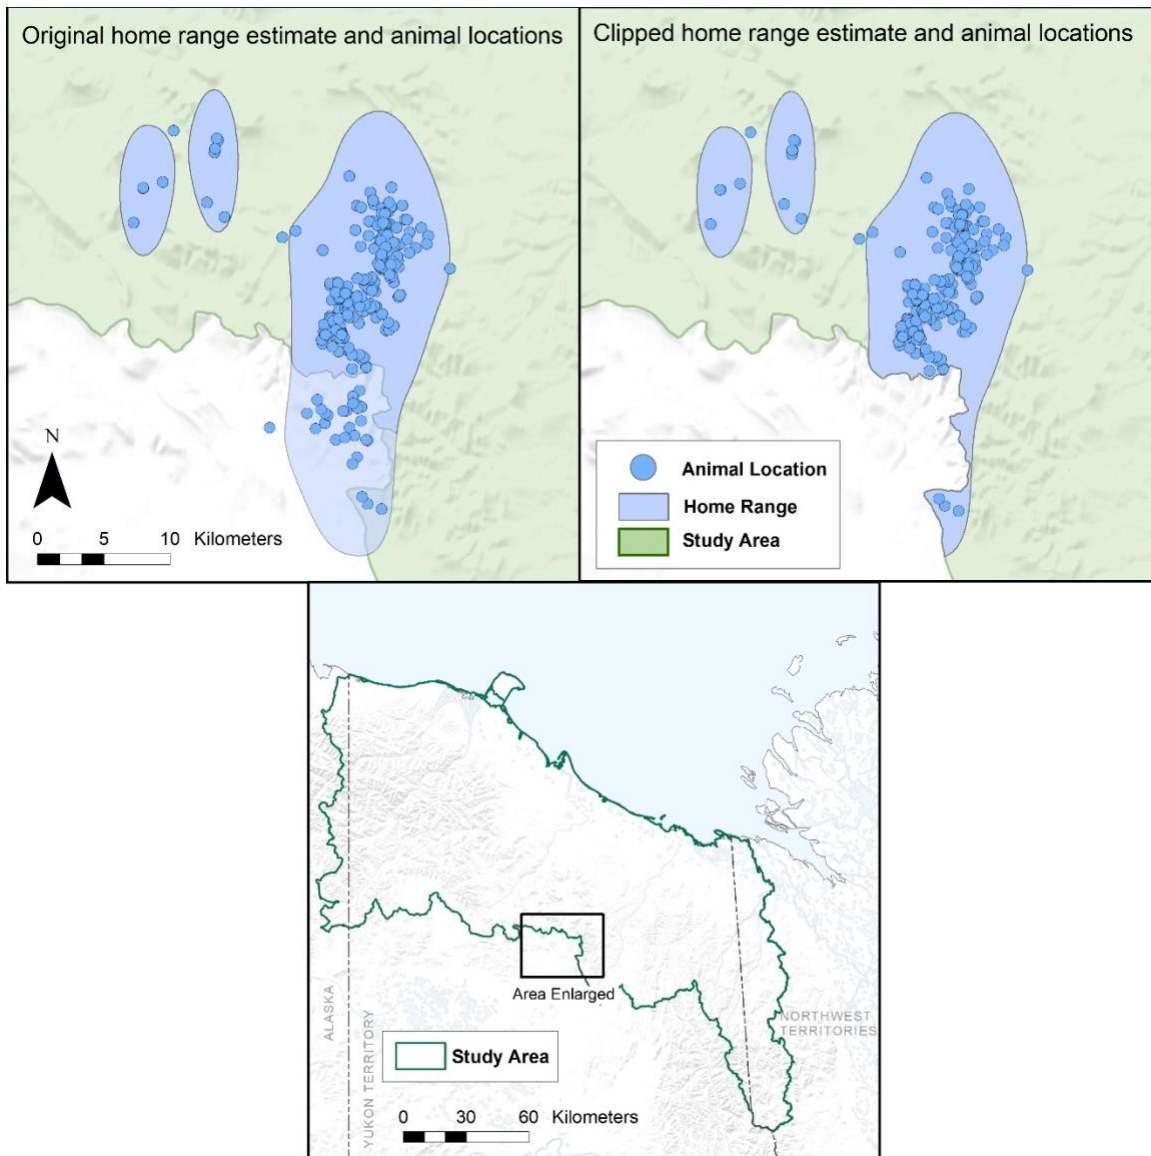 Original home range estimate and animal locations
Clipped home range estimate and animal locations
N
0 5 10 Kilometers
Animal Location
Home Range
Study Area
Area Enlarged
ALASKA
YUKON TERRITORY
NORTHWEST
TERRITORIES
Study Area
0 30 60 Kilometers